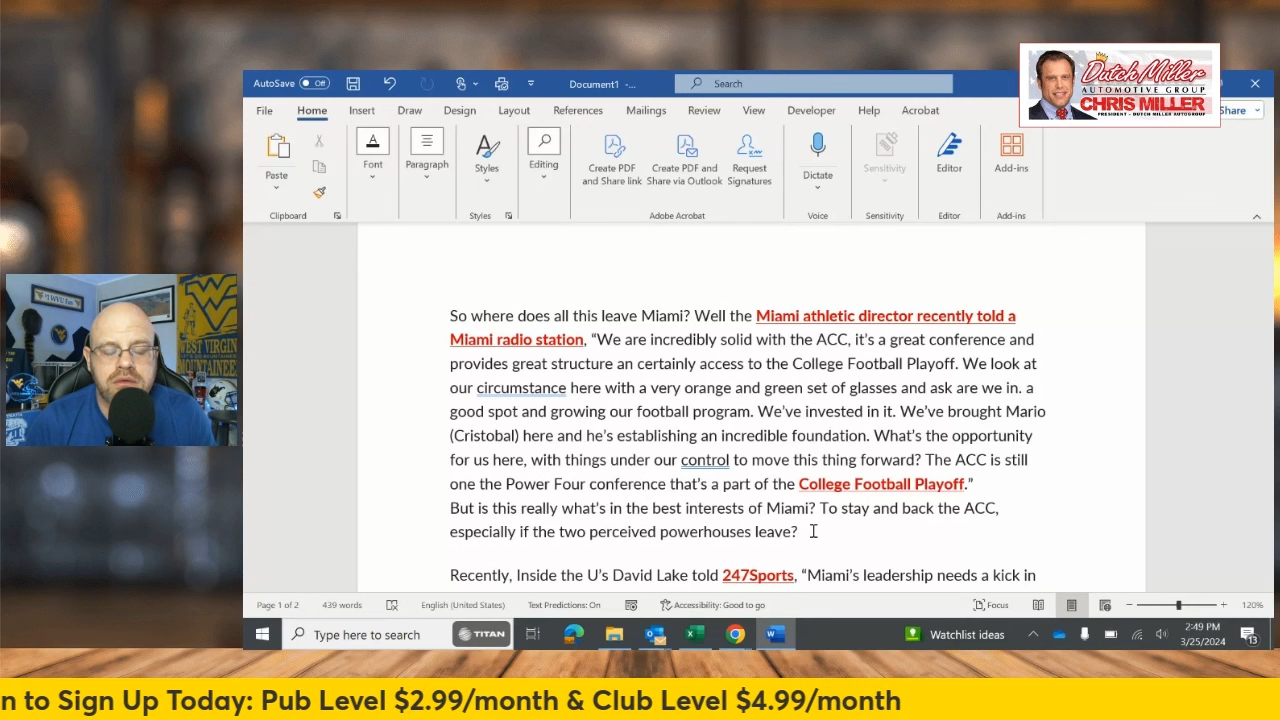 AutoSave Off
Document1 -...
Search
Dutch Miller
AUTOMOTIVE GROUP
CHRIS MILLER
PRESIDENT - DUTCH MILLER AUTOGROUP
File Home Insert Draw Design Layout References Mailings Review View Developer Help Acrobat
Share
Paste
Font
Paragraph
Styles
Editing
Create PDF and Share link
Create PDF and Share via Outlook
Request Signatures
Dictate
Sensitivity
Editor
Add-ins
Clipboard Styles Adobe Acrobat Voice Sensitivity Editor Add-ins
#1 WVU Fan
WEST VIRGINIA
MOUNTAINEERS
So where does all this leave Miami? Well the Miami athletic director recently told a
Miami radio station, “We are incredibly solid with the ACC, it’s a great conference and
provides great structure an certainly access to the College Football Playoff. We look at
our circumstance here with a very orange and green set of glasses and ask are we in. a
good spot and growing our football program. We’ve invested in it. We’ve brought Mario
(Cristobal) here and he’s establishing an incredible foundation. What’s the opportunity
for us here, with things under our control to move this thing forward? The ACC is still
one the Power Four conference that’s a part of the College Football Playoff.”
But is this really what’s in the best interests of Miami? To stay and back the ACC,
especially if the two perceived powerhouses leave?
Recently, Inside the U’s David Lake told 247Sports, “Miami’s leadership needs a kick in
Page 1 of 2 439 words English (United States) Text Predictions: On Accessibility: Good to go Focus 120%
Type here to search
TITAN
Watchlist ideas
2:49 PM
3/25/2024
13
n to Sign Up Today: Pub Level $2.99/month & Club Level $4.99/month